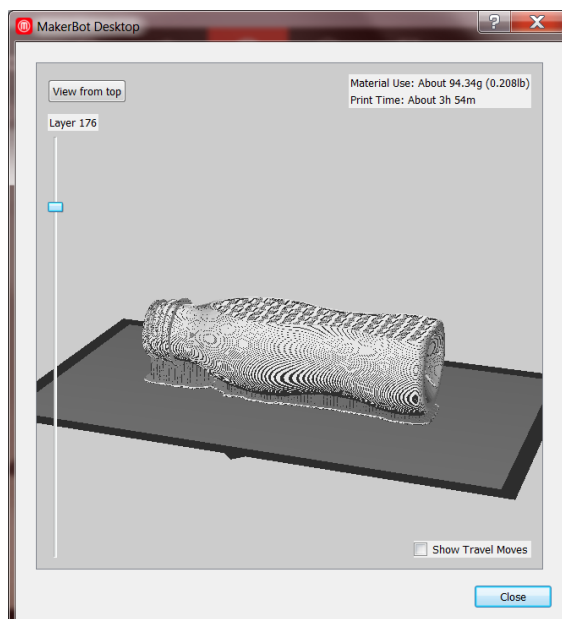 MakerBot Desktop
View from top
Material Use: About 94.34g (0.208lb)
Print Time: About 3h 54m
Layer 176
Show Travel Moves
Close